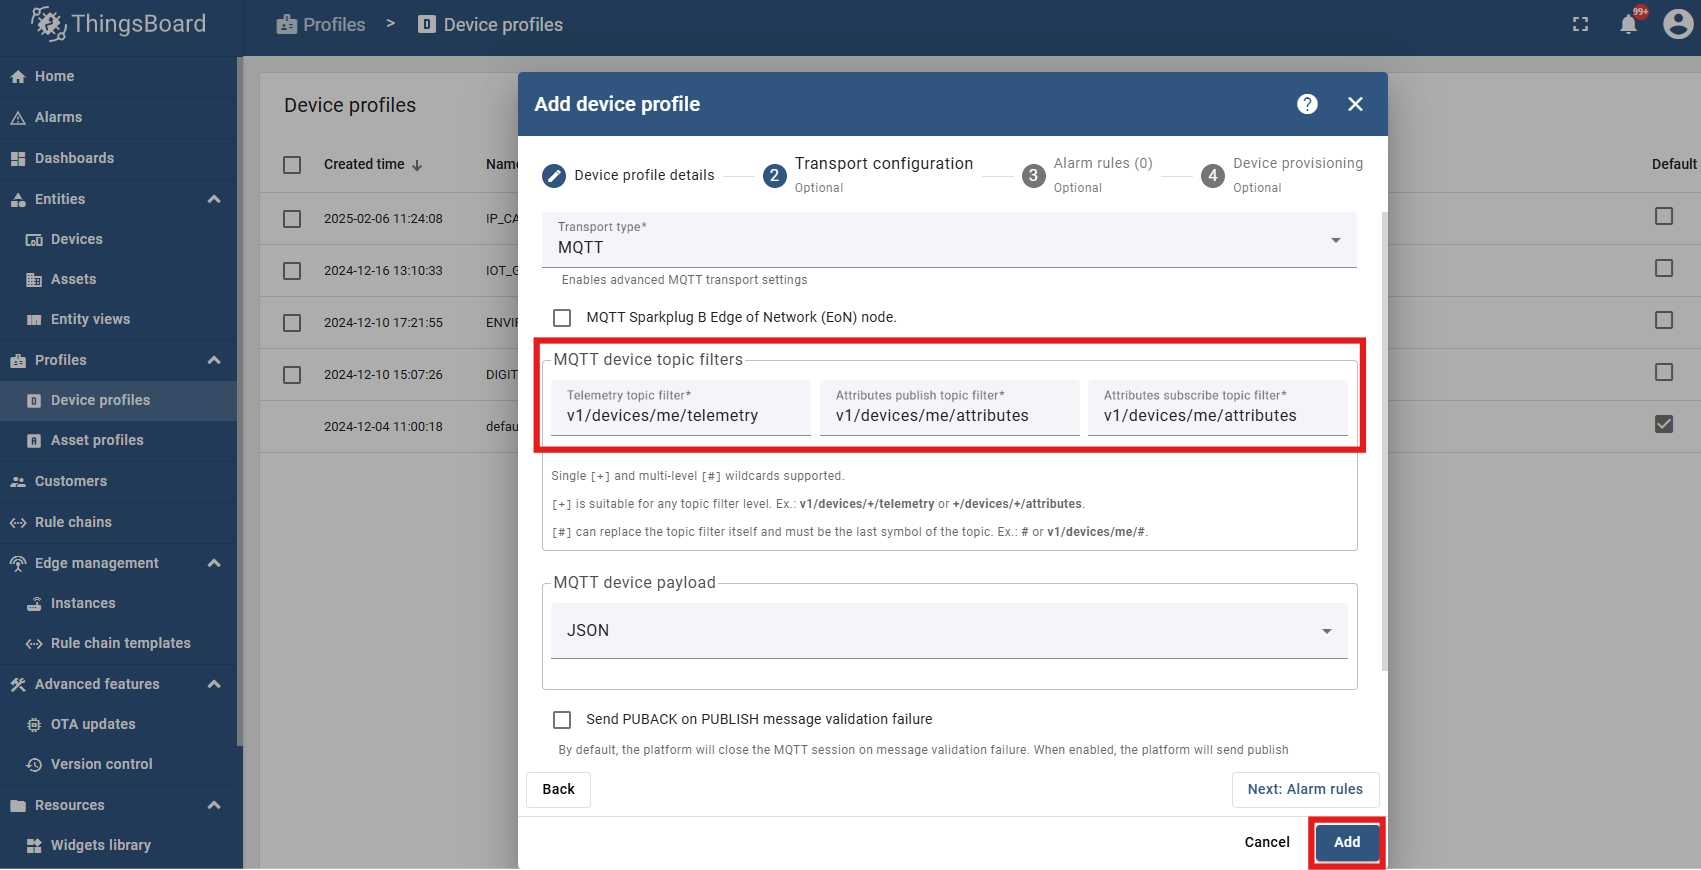 ThingsBoard
Profiles > Device profiles
99+
Home
Alarms
Dashboards
Entities
Devices
Assets
Entity views
Profiles
Device profiles
Asset profiles
Customers
Rule chains
Edge management
Instances
Rule chain templates
Advanced features
OTA updates
Version control
Resources
Widgets library
Device profiles
Created time Name Default
2025-02-06 11:24:08 IP_CA
2024-12-16 13:10:33 IOT_G
2024-12-10 17:21:55 ENVIF
2024-12-10 15:07:26 DIGIT
2024-12-04 11:00:18 defau
Add device profile
Device profile details
2 Transport configuration
Optional
3 Alarm rules (0)
Optional
4 Device provisioning
Optional
Transport type*
MQTT
Enables advanced MQTT transport settings
MQTT Sparkplug B Edge of Network (EoN) node.
MQTT device topic filters
Telemetry topic filter*
v1/devices/me/telemetry
Attributes publish topic filter*
v1/devices/me/attributes
Attributes subscribe topic filter*
v1/devices/me/attributes
Single [+] and multi-level [#] wildcards supported.
[+] is suitable for any topic filter level. Ex.: v1/devices/+/telemetry or +/devices/+/attributes.
[#] can replace the topic filter itself and must be the last symbol of the topic. Ex.: # or v1/devices/me/#.
MQTT device payload
JSON
Send PUBACK on PUBLISH message validation failure
By default, the platform will close the MQTT session on message validation failure. When enabled, the platform will send publish
Back
Next: Alarm rules
Cancel
Add